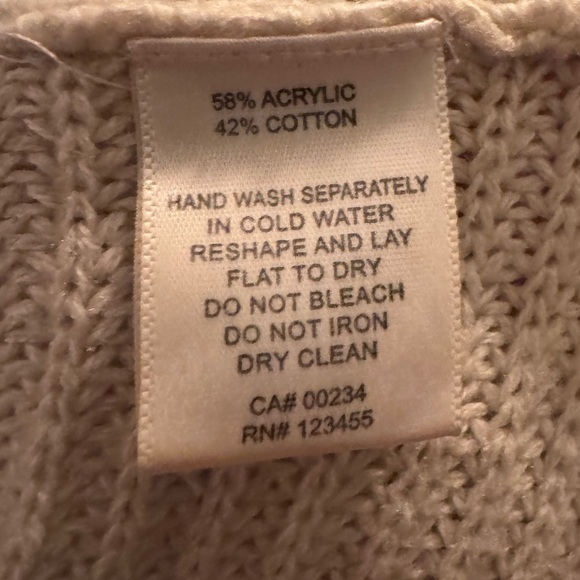 58% ACRYLIC
42% COTTON
HAND WASH SEPARATELY
IN COLD WATER
RESHAPE AND LAY
FLAT TO DRY
DO NOT BLEACH
DO NOT IRON
DRY CLEAN
CA# 00234
RN# 123455